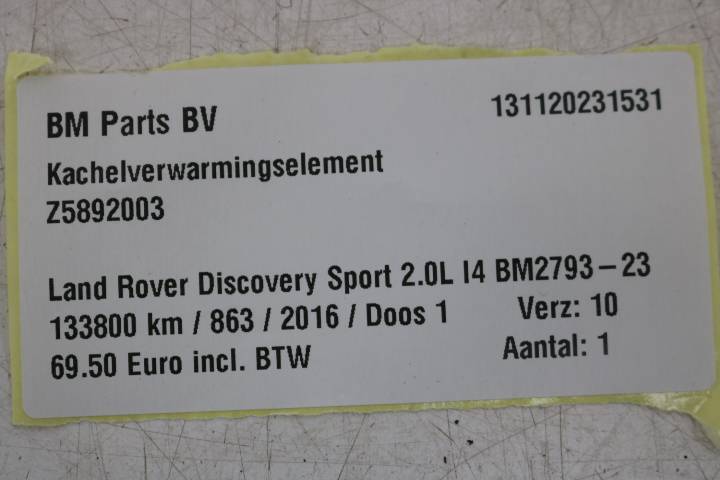 BM Parts BV 131120231531
Kachelverwarmingselement
Z5892003
Land Rover Discovery Sport 2.0L I4 BM2793-23
133800 km / 863 / 2016 / Doos 1 Verz: 10
69.50 Euro incl. BTW Aantal: 1